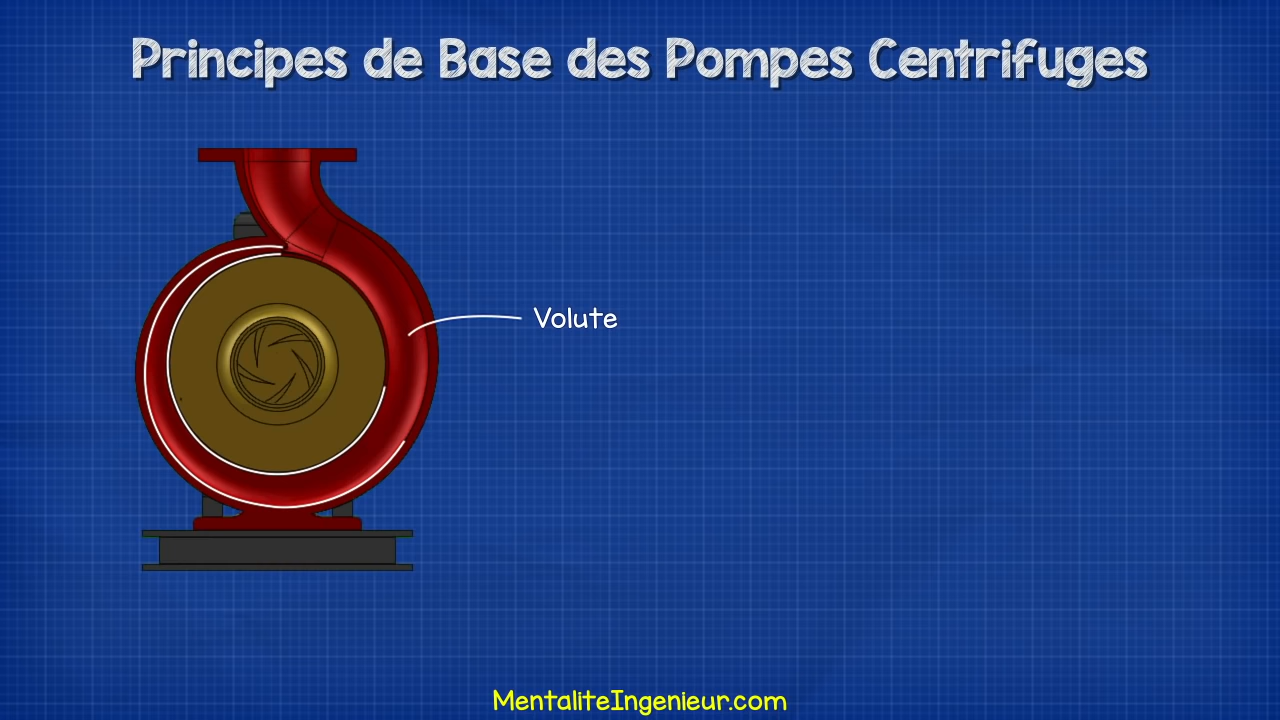 Principes de Base des Pompes Centrifuges
Volute
MentaliteIngenieur.com